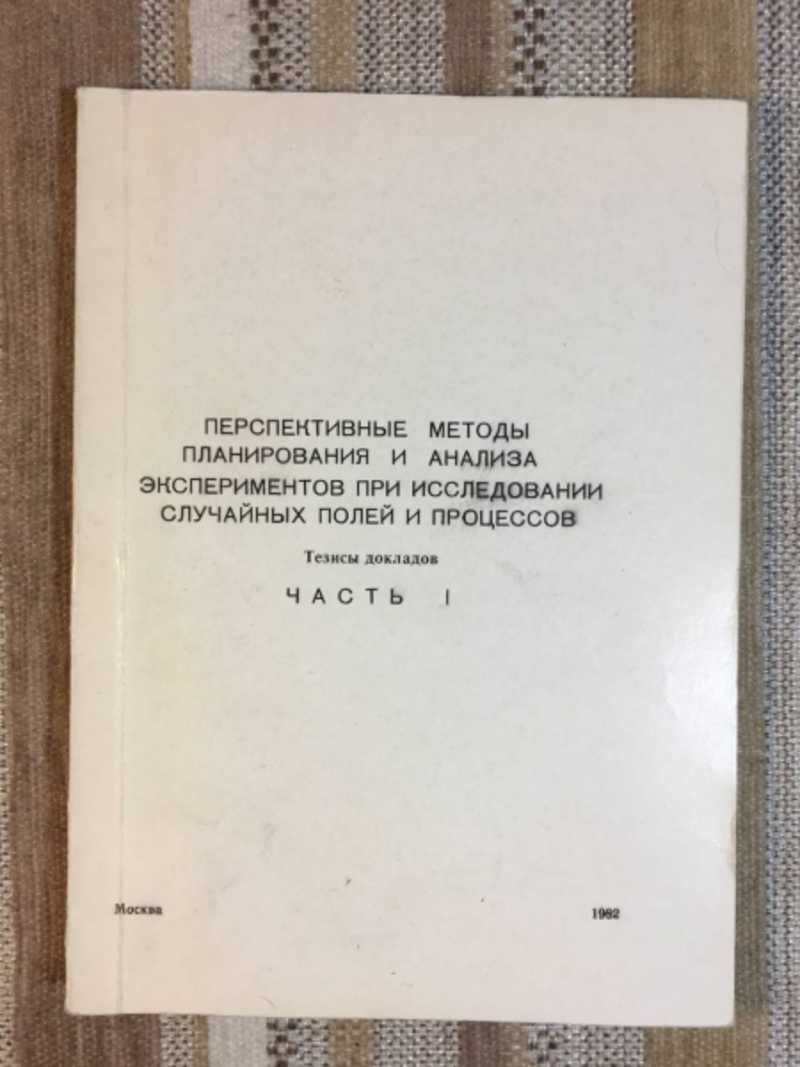 ПЕРСПЕКТИВНЫЕ МЕТОДЫ
ПЛАНИРОВАНИЯ И АНАЛИЗА
ЭКСПЕРИМЕНТОВ ПРИ ИССЛЕДОВАНИИ
СЛУЧАЙНЫХ ПОЛЕЙ И ПРОЦЕССОВ
Тезисы докладов
ЧАСТЬ I
Москва 1982